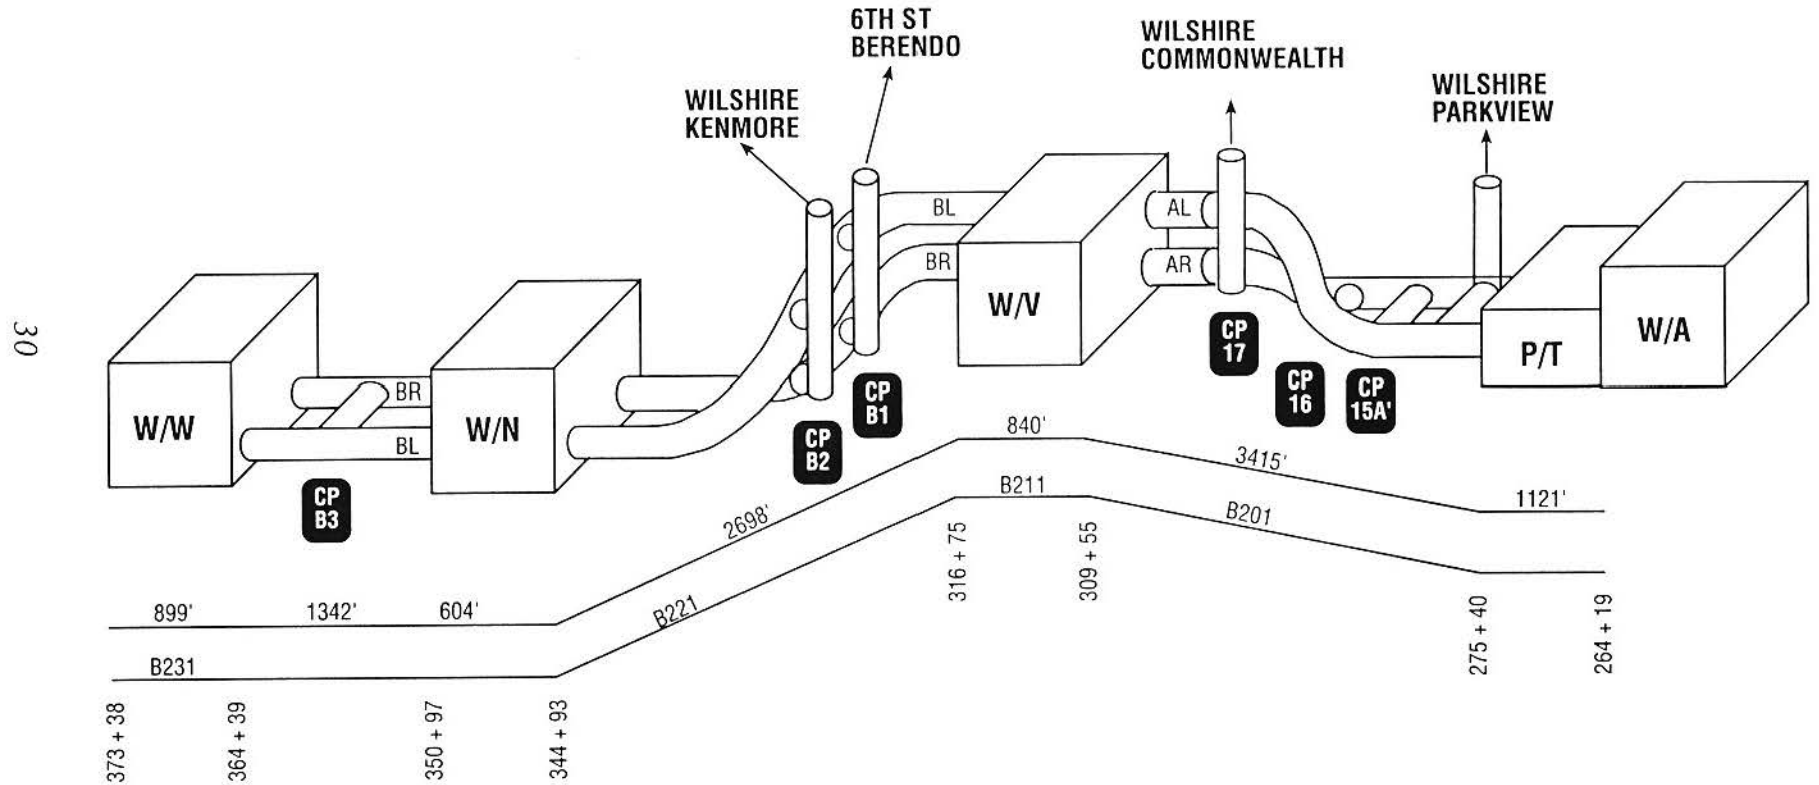 6TH ST
BERENDO
WILSHIRE
COMMONWEALTH
WILSHIRE
PARKVIEW
WILSHIRE
KENMORE
BL
BR
W/V
AL
AR
W/W
BR
BL
W/N
P/T
W/A
CP
17
CP
16
CP
15A'
CP
B1
CP
B2
CP
B3
30
899'
1342'
604'
2698'
840'
3415'
1121'
B231
B221
B211
B201
373 + 38
364 + 39
350 + 97
344 + 93
316 + 75
309 + 55
275 + 40
264 + 19